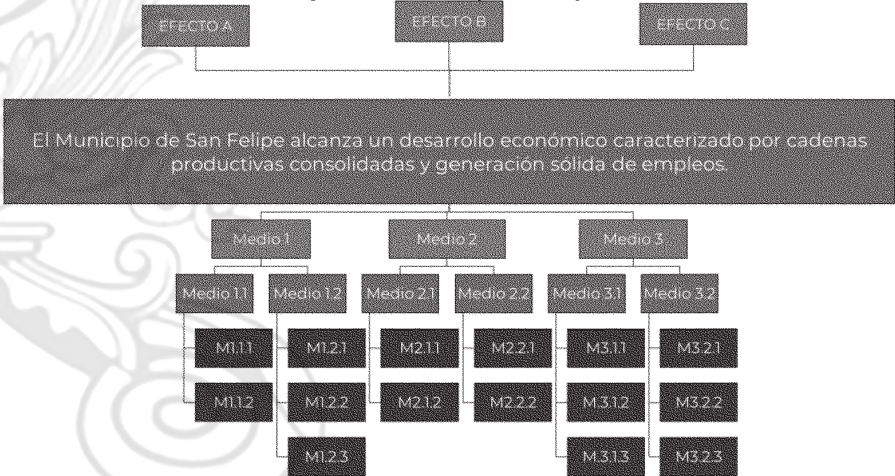 EFECTO A
EFECTO B
EFECTO C
El Municipio de San Felipe alcanza un desarrollo económico caracterizado por cadenas
productivas consolidadas y generación sólida de empleos.
Medio 1
Medio 2
Medio 3
Medio 1.1
Medio 1.2
Medio 2.1
Medio 2.2
Medio 3.1
Medio 3.2
M1.1.1
M1.2.1
M2.1.1
M2.2.1
M3.1.1
M3.2.1
M1.1.2
M1.2.2
M2.1.2
M2.2.2
M.3.1.2
M3.2.2
M1.2.3
M.3.1.3
M3.2.3